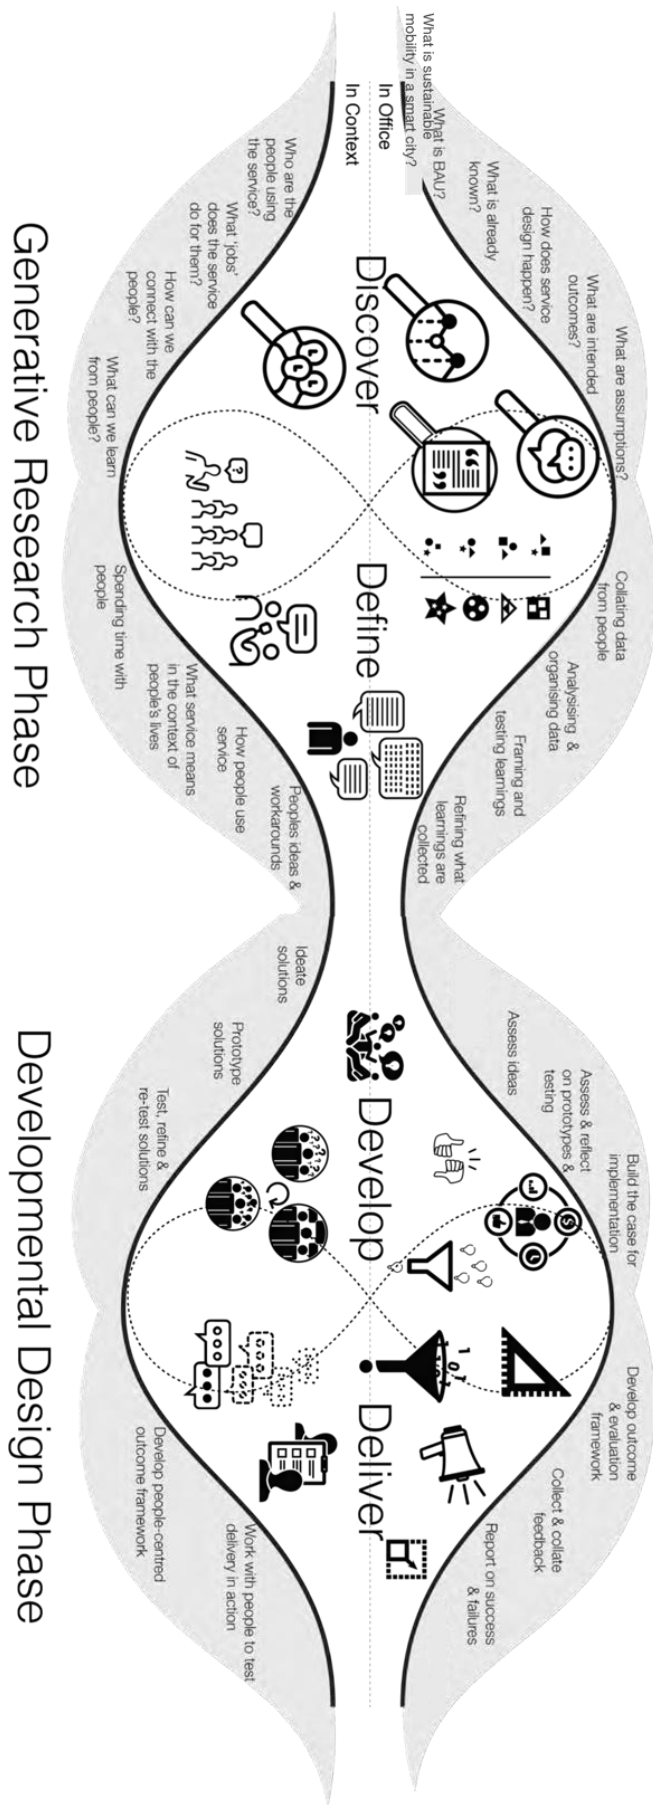 What is sustainable
mobility in a smart city?
What is BAU?
What is already
known?
How does service
design happen?
What are intended
outcomes?
What are assumptions?
Collating data
from people
Analysising &
organising data
Framing and
testing learnings
Refining what
learnings are
collected
Assess ideas
Assess & reflect
on prototypes &
testing
Build the case for
implementation
Develop outcome
& evaluation
framework
Collect & collate
feedback
Report on success
& failures
In Office
In Context
Discover
Define
Develop
Deliver
Who are the
people using
the service?
What 'jobs'
does the service
do for them?
How can we
connect with the
people?
What can we learn
from people?
Spending time with
people
What service means
in the context of
people's lives
How people use
service
Peoples ideas &
workarounds
Ideate
solutions
Prototype
solutions
Test, refine &
re-test solutions
Develop people-centred
outcome framework
Work with people to test
delivery in action
Generative Research Phase
Developmental Design Phase